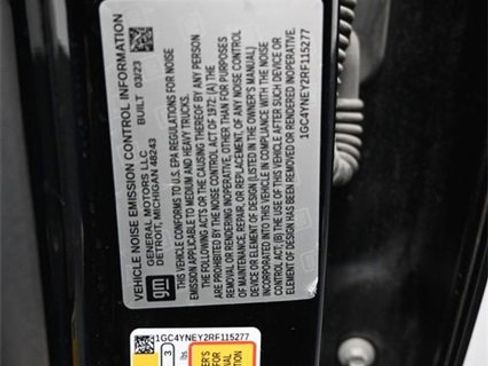 VEHICLE NOISE EMISSION CONTROL INFORMATION
GENERAL MOTORS LLC BUILT 03/23
DETROIT, MICHIGAN 48243
gm
THIS VEHICLE CONFORMS TO U.S. EPA REGULATIONS FOR NOISE
EMISSION APPLICABLE TO MEDIUM AND HEAVY TRUCKS.
THE FOLLOWING ACTS OR THE CAUSING THEREOF BY ANY PERSON
ARE PROHIBITED BY THE NOISE CONTROL ACT OF 1972: (A) THE
REMOVAL OR RENDERING INOPERATIVE, OTHER THAN FOR PURPOSES
OF MAINTENANCE, REPAIR, OR REPLACEMENT, OF ANY NOISE CONTROL
DEVICE OR ELEMENT OF DESIGN (LISTED IN THE OWNER'S MANUAL)
INCORPORATED INTO THIS VEHICLE IN COMPLIANCE WITH THE NOISE
CONTROL ACT; (B) THE USE OF THIS VEHICLE AFTER SUCH DEVICE OR
ELEMENT OF DESIGN HAS BEEN REMOVED OR RENDERED INOPERATIVE.
1GC4YNEY2RF115277
1GC4YNEY2RF115277
3
lbs